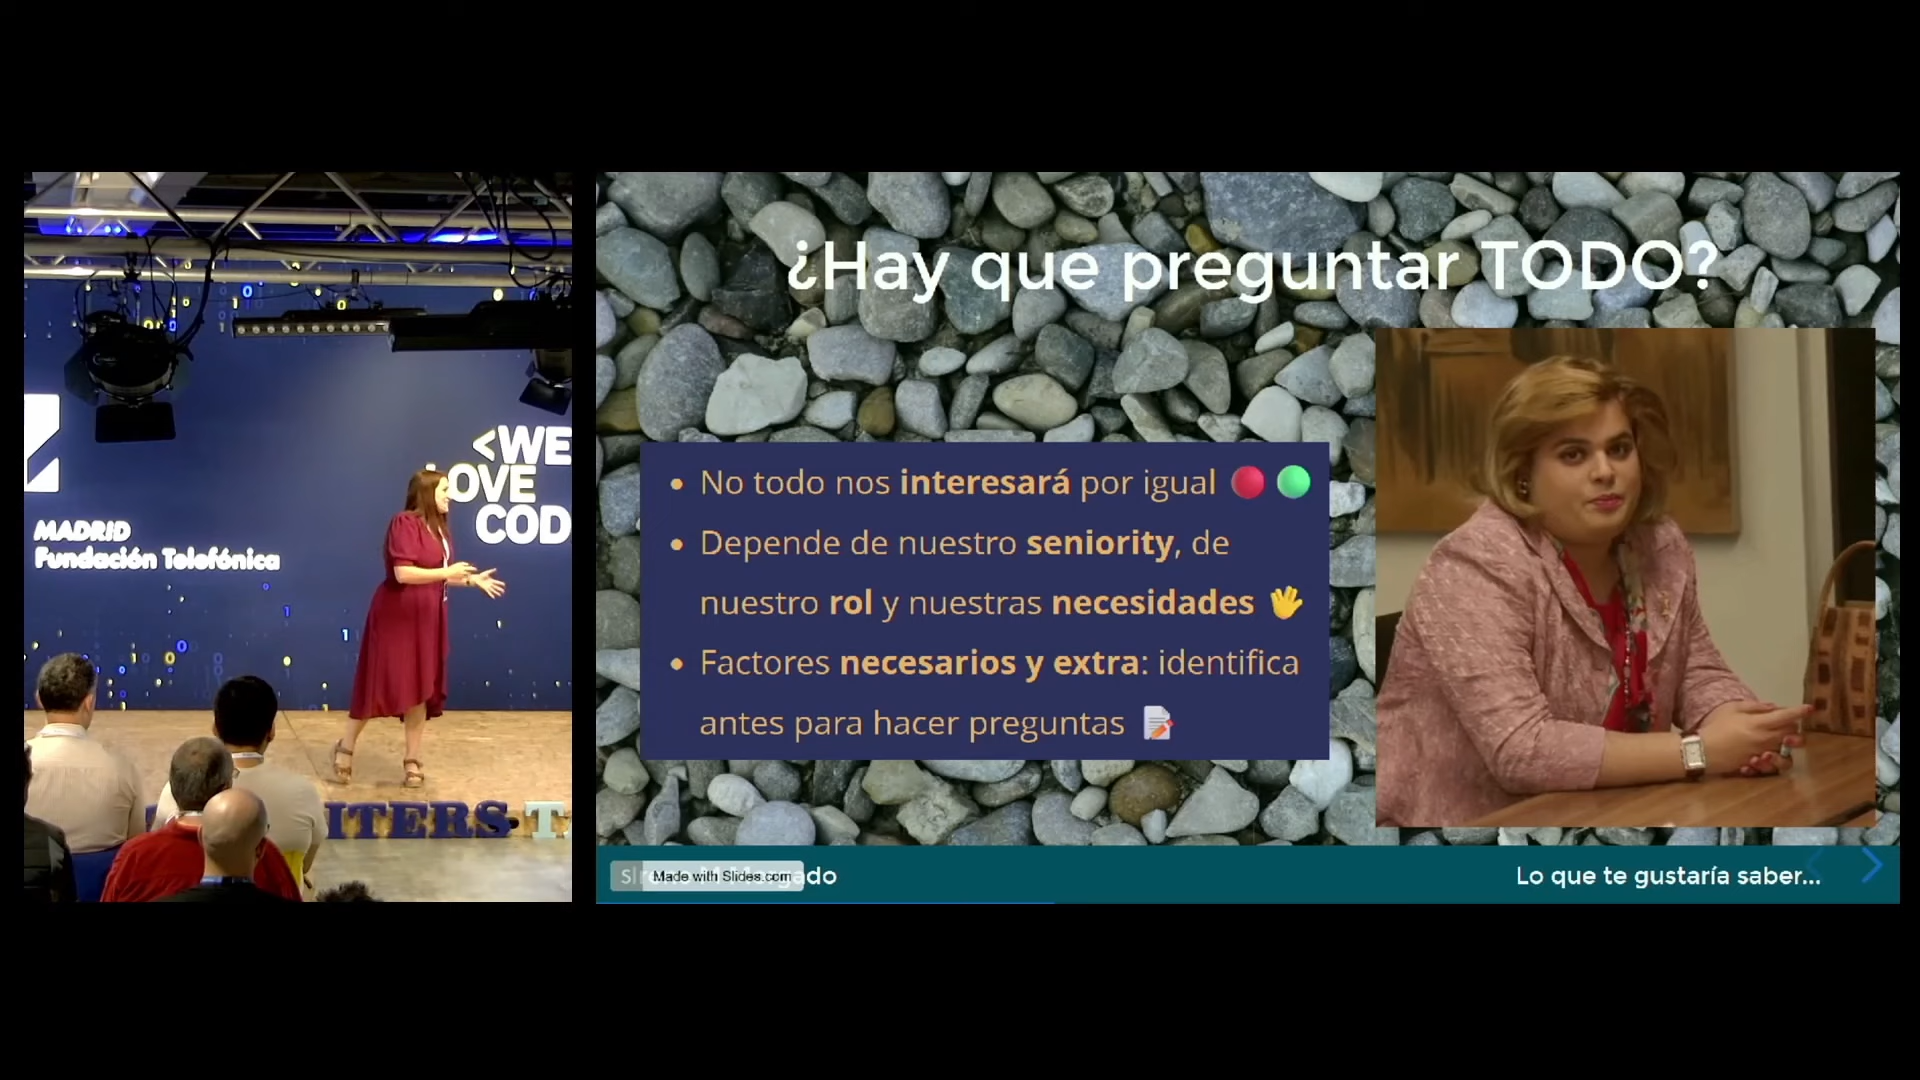 <WE
LOVE
COD
MADRID
Fundación Telefónica
ITERS T
¿Hay que preguntar TODO?
No todo nos interesará por igual
Depende de nuestro seniority, de
nuestro rol y nuestras necesidades
Factores necesarios y extra: identifica
antes para hacer preguntas
Made with Slides.com
Lo que te gustaría saber...